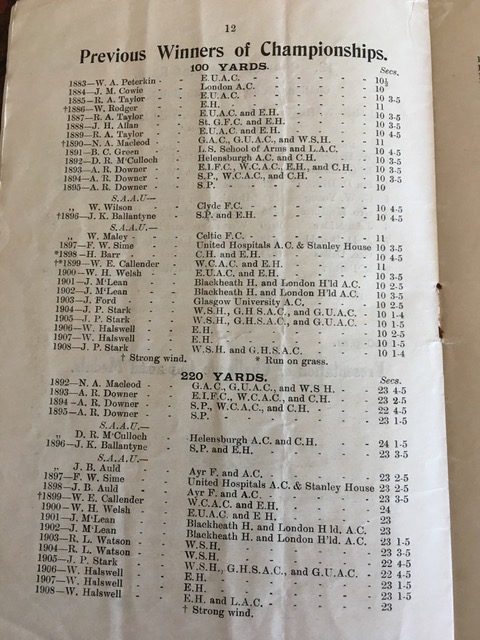 12
Previous Winners of Championships.
100 YARDS.
Secs.
1883—W. A. Peterkin - - E.U.A.C. - - - - - 10½
1884—J. M. Cowie - - London A.C. - - - - - 10
1885—R. A. Taylor - - E.U.A.C. - - - - - 10 3-5
†1886—W. Rodger - - E.H. - - - - - 11
1887—R. A. Taylor - - E.U.A.C. and E.H. - - - - 10 3-5
1888—J. H. Allan - - St. G.F.C. and E.H. - - - - 10 3-5
1889—R. A. Taylor - - E.U.A.C. and E.H. - - - - 10 4-5
†1890—N. A. Macleod - - G.A.C., G.U.A.C., and W.S.H. - - 11
1891—B. C. Green - - L.S. School of Arms and L.A.C. - - 10 3-5
1892—D. R. M'Culloch - - Helensburgh A.C. and C.H. - - 10 4-5
1893—A. R. Downer - - E.I.F.C., W.C.A.C., E.H., and C.H. - 10 3-5
1894—A. R. Downer - - S.P., W.C.A.C., and C.H. - - - 10 3-5
1895—A. R. Downer - - S.P. - - - - - 10
S.A.A.U.—
„ W. Wilson - - Clyde F.C. - - - - - 10 4-5
†1896—J. K. Ballantyne - - S.P. and E.H. - - - - 10 4-5
S.A.A.U.—
„ W. Maley - - Celtic F.C. - - - - - 11
1897—F. W. Sime - - United Hospitals A.C. & Stanley House 10 3-5
*1898—H. Barr - - C.H. and E.H. - - - - 10 4-5
†*1899—W. E. Callender - - W.C.A.C. and E.H. - - - - 11
1900—W. H. Welsh - - E.U.A.C. and E.H. - - - - 10 3-5
1901—J. M'Lean - - Blackheath H. and London H'ld A.C. 10 2-5
1902—J. M'Lean - - Blackheath H. and London H'ld A.C. 10 2-5
1903—J. Ford - - Glasgow University A.C. - - - 10 2-5
1904—J. P. Stark - - W.S.H., G.H S.A.C., and G.U.A.C. - 10 1-4
1905—J. P. Stark - - W.S.H., G.H.S.A.C., and G.U.A.C. - 10 1-5
1906—W. Halswell - - E.H. - - - - - 10 1-5
1907—W. Halswell - - E.H. - - - - - 10 1-5
1908—J. P. Stark - - W.S.H. and G.H.S.A.C. - - - 10 1-4
† Strong wind. * Run on grass.
220 YARDS.
Secs.
1892—N. A. Macleod - - G.A.C., G.U.A.C., and W.S H. - - 23 4-5
1893—A. R. Downer - - E.I.F.C., W.C.A.C., and C.H. - - 23 2-5
1894—A. R. Downer - - S.P., W.C.A.C., and C.H. - - - 22 4-5
1895—A. R. Downer - - S.P. - - - - - 23 1-5
S.A.A.U.—
„ D. R. M'Culloch - - Helensburgh A.C. and C.H. - - 24 1-5
1896—J. K. Ballantyne - - S.P. and E.H. - - - - 23 3-5
S.A.A.U.—
„ J. B. Auld - - Ayr F. and A.C. - - - - 23 2-5
1897—F. W. Sime - - United Hospitals A.C. & Stanley House 23 2-5
1898—J. B. Auld - - Ayr F. and A.C. - - - - 23 3-5
†1899—W. E. Callender - - W.C.A.C. and E.H. - - - - 24
1900—W. H. Welsh - - E.U.A.C. and E H. - - - - 23
1901—J. M'Lean - - Blackheath H. and London H ld. A.C. 23 2-5
1902—J. M'Lean - - Blackheath H. and London H'ld. A.C. 23 1-5
1903—R. L. Watson - - W.S.H. - - - - - 23 3-5
1904—R. L. Watson - - W.S.H. - - - - - 22 4-5
1905—J. P. Stark - - W.S.H., G.H.S.A.C., and G.U.A.C. - 22 4-5
1906—W. Halswell - - E.H. - - - - - 23 1-5
1907—W. Halswell - - E.H. - - - - - 23 1-5
1908—W. Halswell - - E.H. and L.A.C. - - - - 23
† Strong wind.